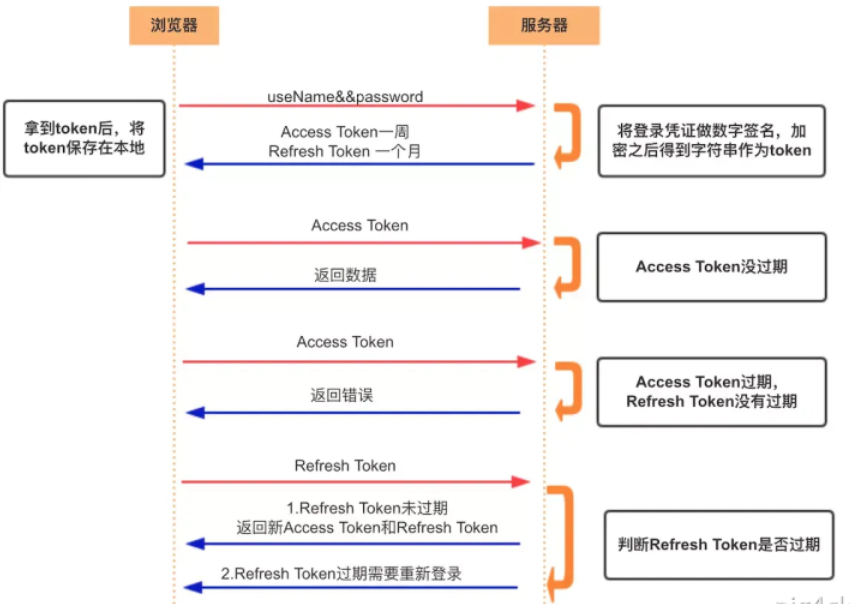 浏览器
服务器
useName&&password
拿到token后，将
token保存在本地
Access Token一周
Refresh Token 一个月
将登录凭证做数字签名，加
密之后得到字符串作为token
Access Token
返回数据
Access Token没过期
Access Token
返回错误
Access Token过期，
Refresh Token没有过期
Refresh Token
1.Refresh Token未过期
返回新Access Token和Refresh Token
判断Refresh Token是否过期
2.Refresh Token过期需要重新登录